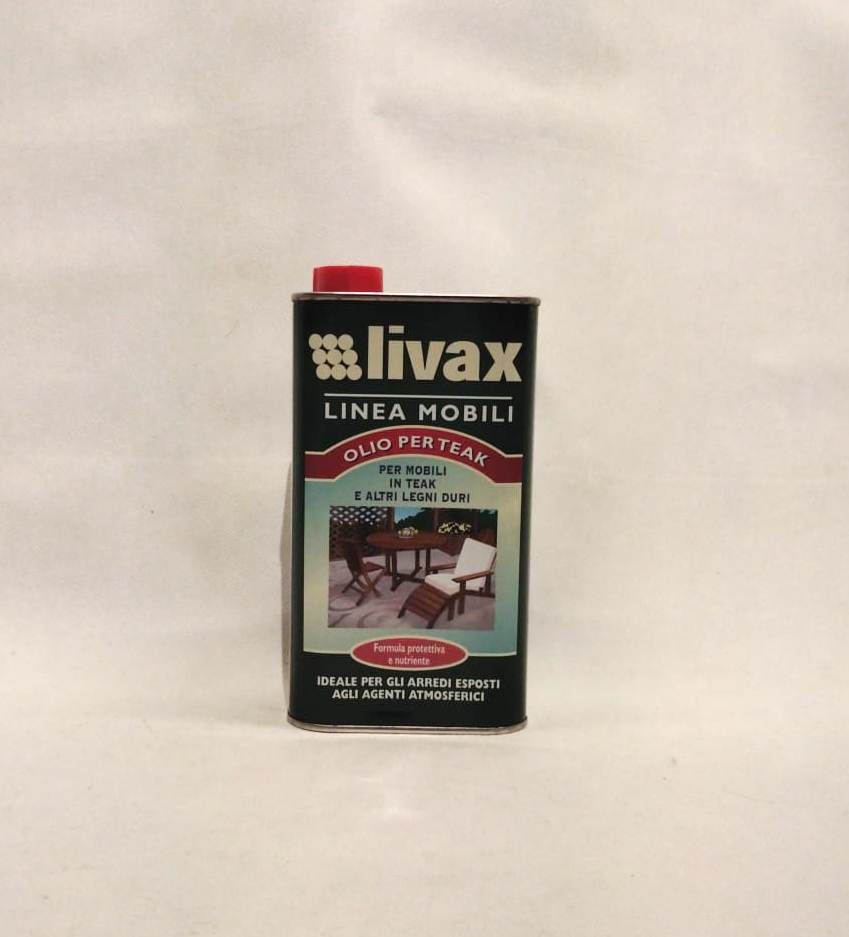 livax
LINEA MOBILI
OLIO PER TEAK
PER MOBILI
IN TEAK
E ALTRI LEGNI DURI
Formula protettiva
e nutriente
IDEALE PER GLI ARREDI ESPOSTI
AGLI AGENTI ATMOSFERICI